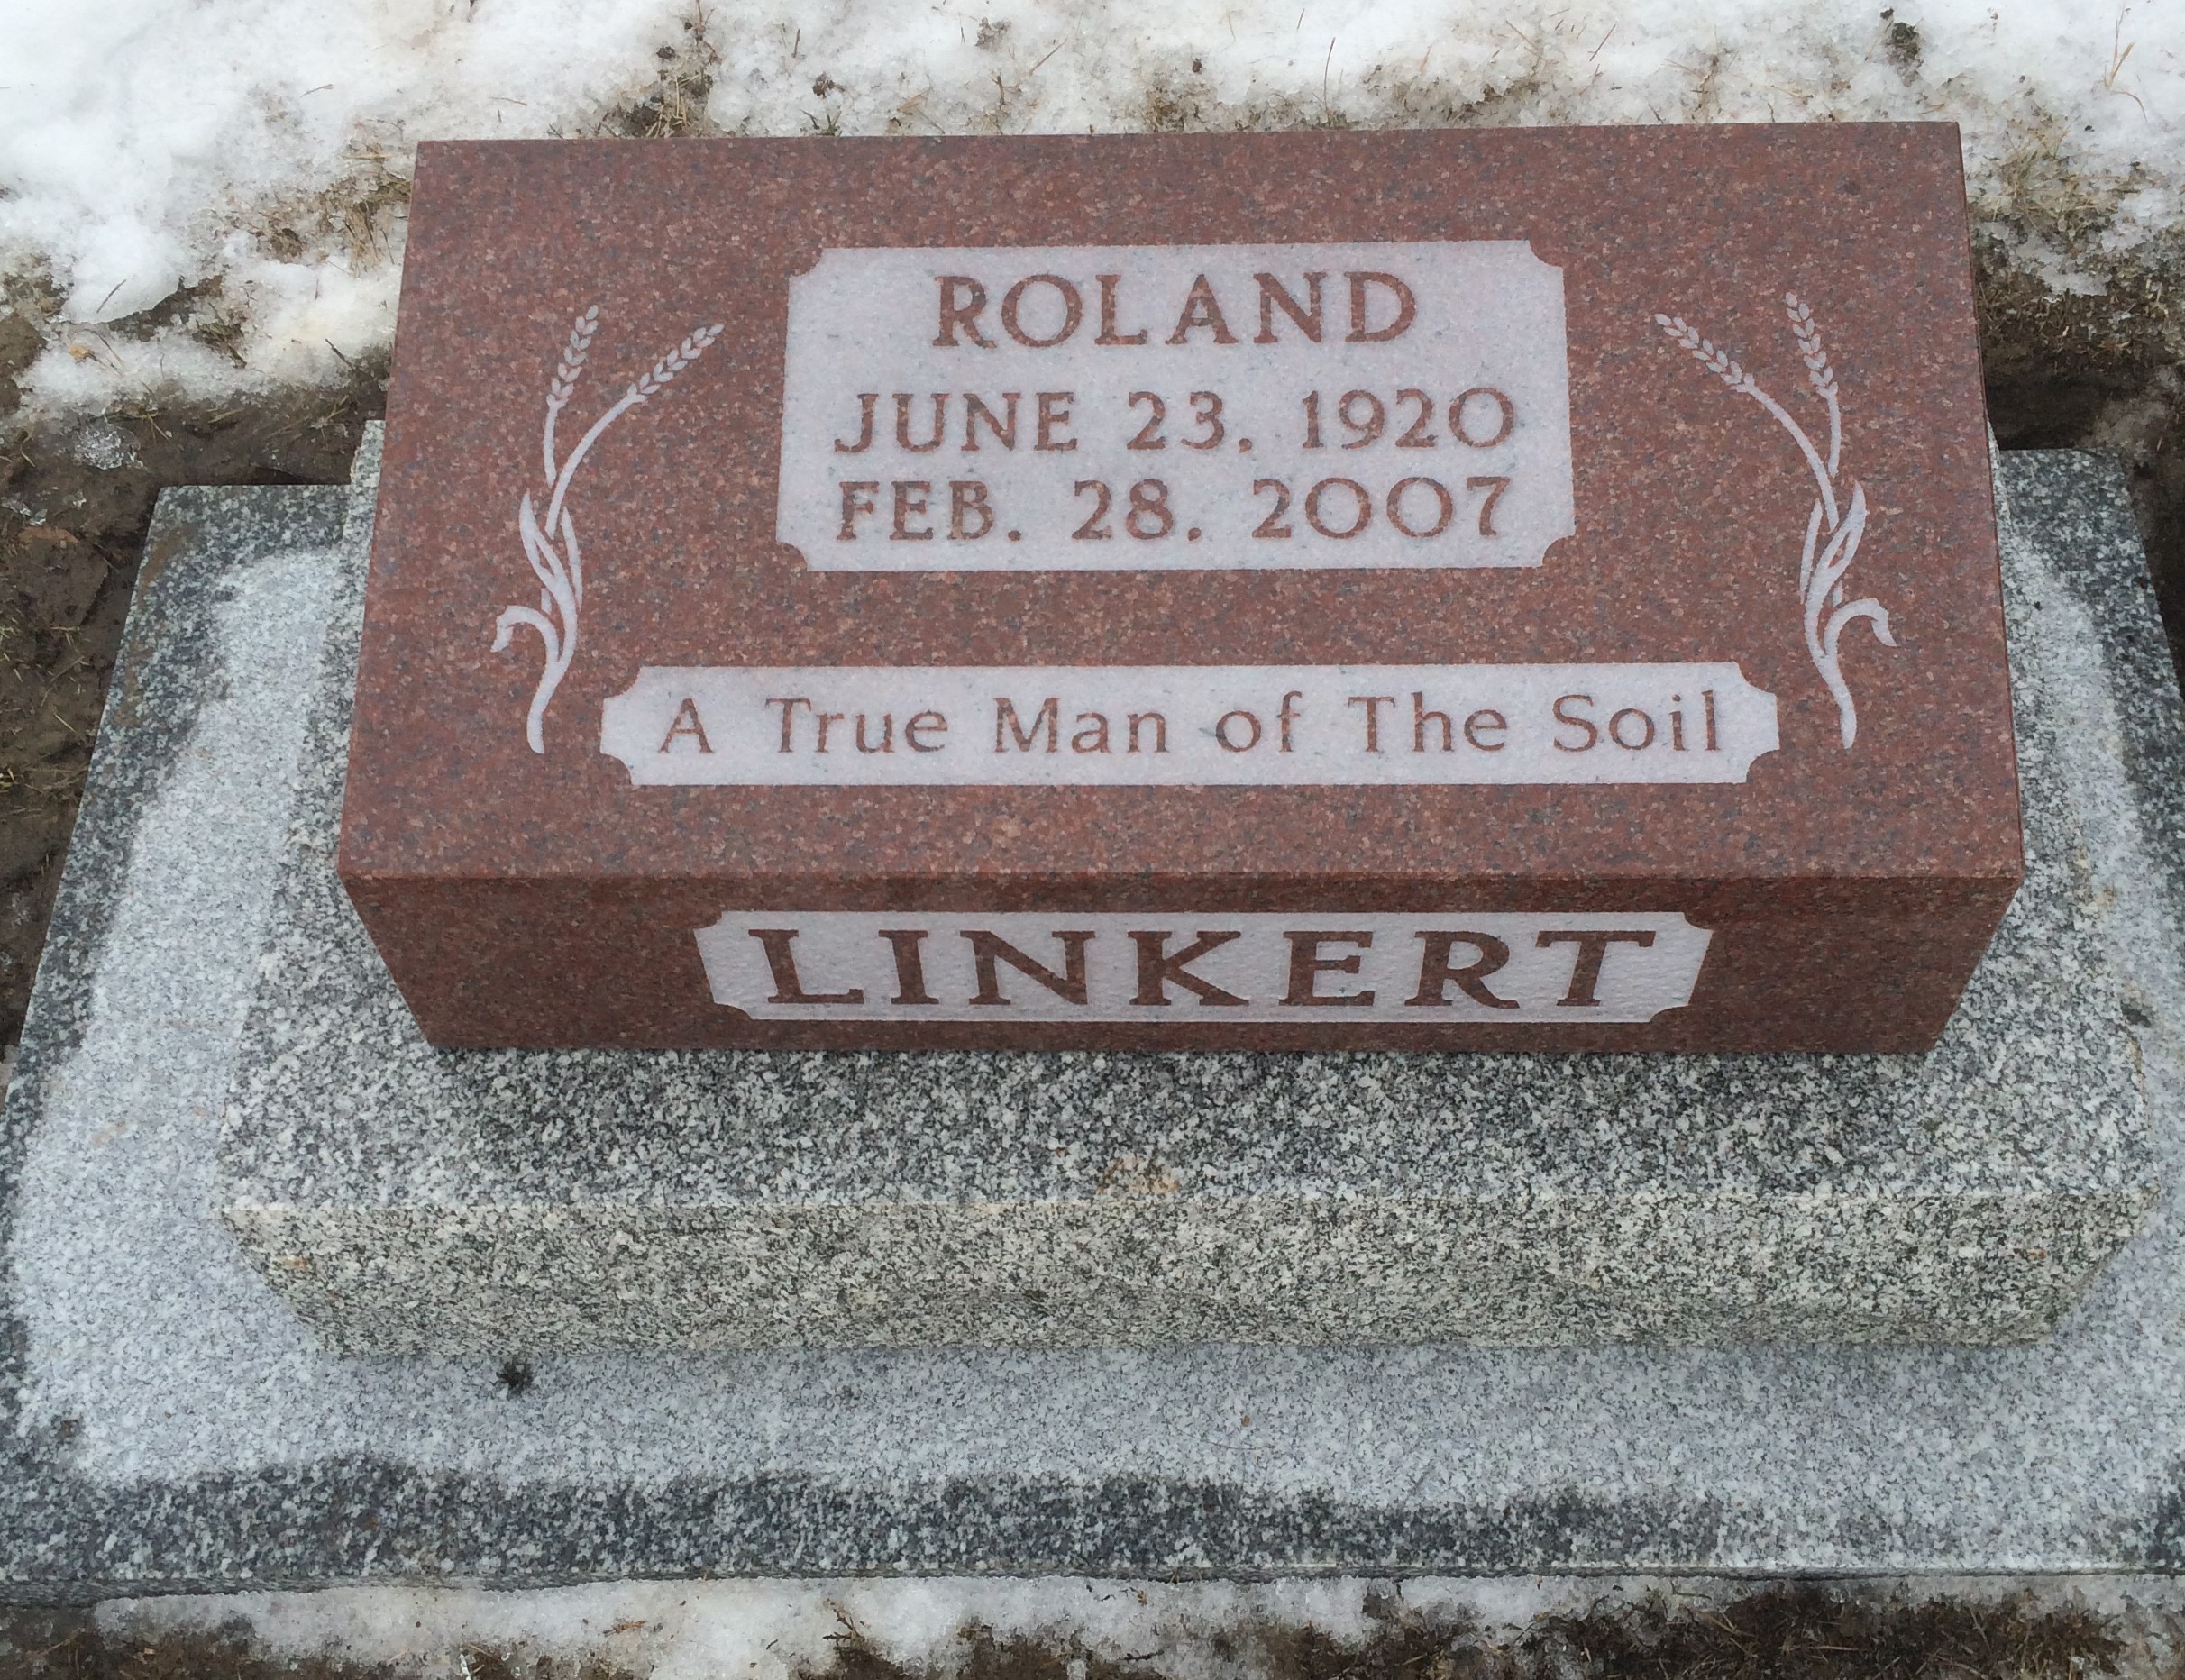 ROLAND
JUNE 23, 1920
FEB. 28, 2007
A True Man of The Soil
LINKERT